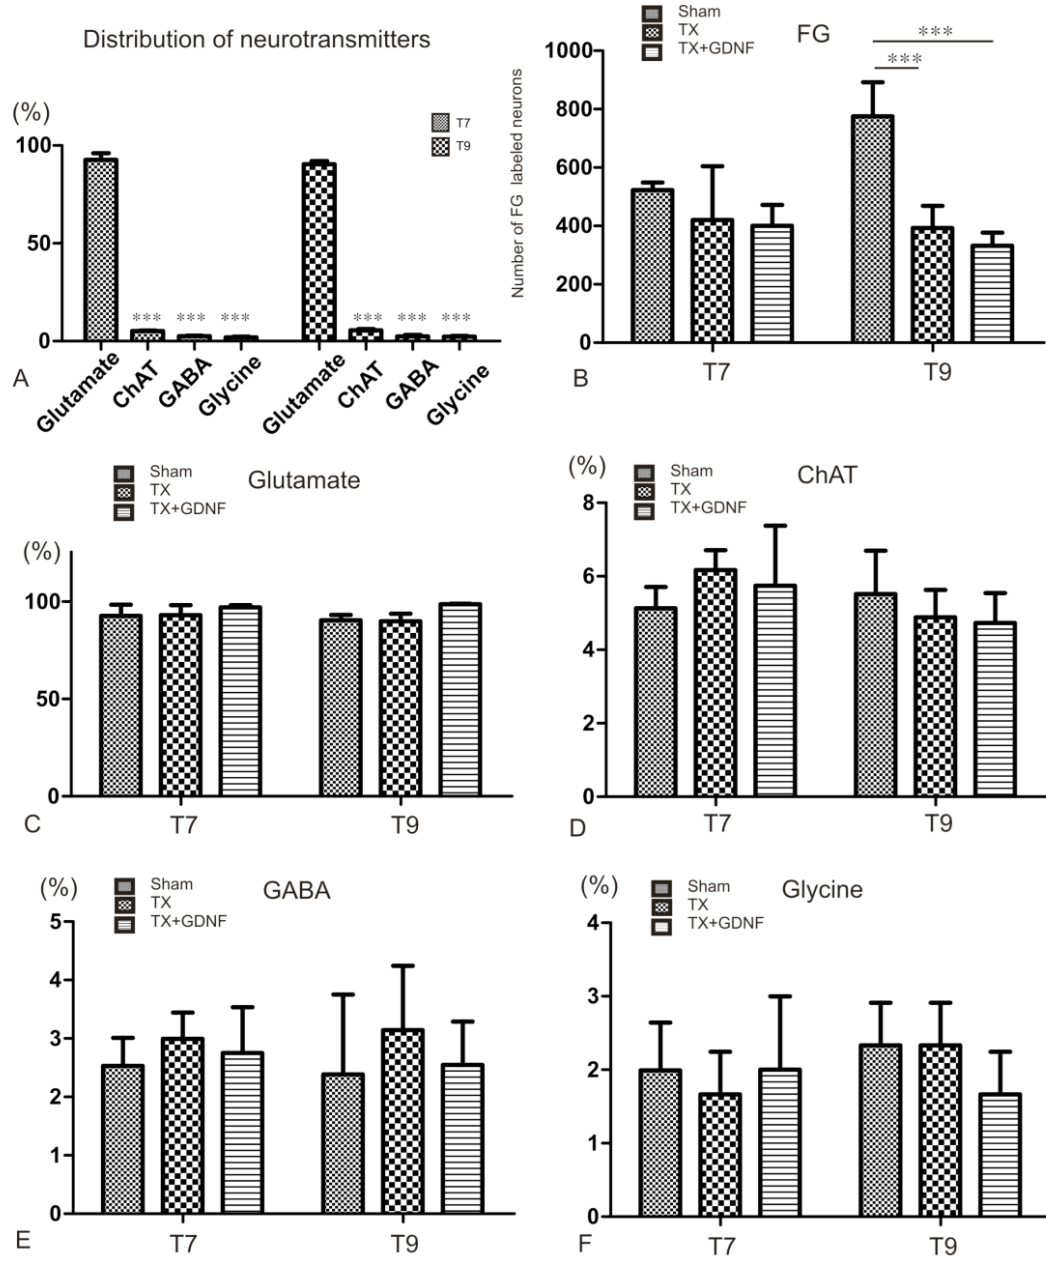 Distribution of neurotransmitters
(%)
T7
T9
100
50
0
***
***
***
***
***
***
Glutamate
ChAT
GABA
Glycine
Glutamate
ChAT
GABA
Glycine
A
Sham
TX
TX+GDNF
FG
***
***
Number of FG labeled neurons
1000
800
600
400
200
0
T7
T9
B
Sham
TX
TX+GDNF
Glutamate
(%)
100
50
0
T7
T9
C
(%)
Sham
TX
TX+GDNF
ChAT
8
6
4
2
0
T7
T9
D
(%)
Sham
TX
TX+GDNF
GABA
5
4
3
2
1
0
T7
T9
E
(%)
Sham
TX
TX+GDNF
Glycine
4
3
2
1
0
T7
T9
F